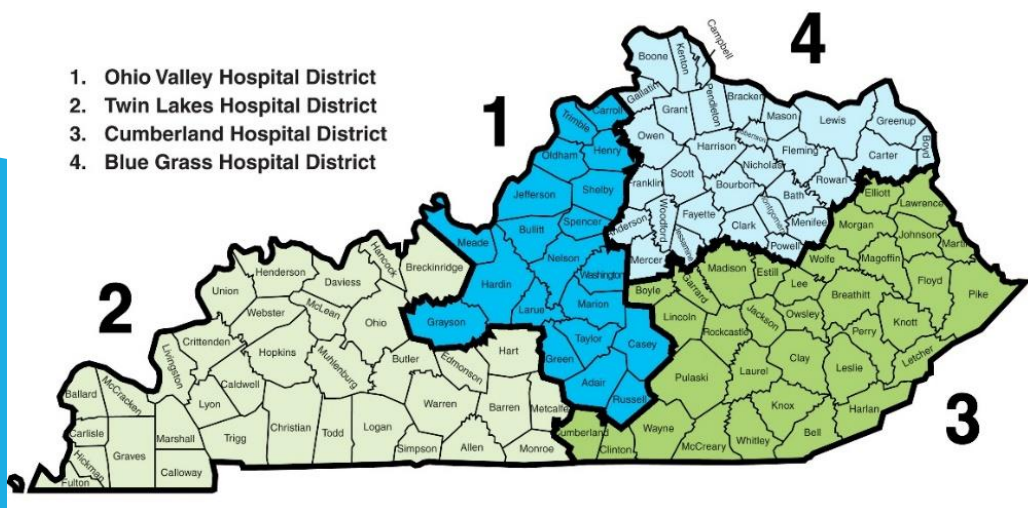 1. Ohio Valley Hospital District
2. Twin Lakes Hospital District
3. Cumberland Hospital District
4. Blue Grass Hospital District
1
2
3
4
Boone
Kenton
Campbell
Gallatin
Grant
Pendleton
Bracken
Mason
Lewis
Greenup
Boyd
Carter
Owen
Harrison
Robertson
Fleming
Nicholas
Rowan
Franklin
Scott
Bourbon
Bath
Anderson
Woodford
Fayette
Clark
Montgomery
Menifee
Jessamine
Powell
Mercer
Carroll
Trimble
Oldham
Henry
Jefferson
Shelby
Bullitt
Spencer
Meade
Nelson
Washington
Hardin
Larue
Marion
Grayson
Taylor
Green
Casey
Adair
Russell
Breckinridge
Hancock
Daviess
Henderson
Union
Webster
McLean
Ohio
Crittenden
Livingston
Hopkins
Muhlenburg
Butler
Edmonson
Hart
Caldwell
Lyon
Warren
Barren
Metcalfe
Ballard
McCracken
Carlisle
Graves
Marshall
Trigg
Christian
Todd
Logan
Simpson
Allen
Monroe
Hickman
Fulton
Calloway
Elliott
Lawrence
Morgan
Johnson
Martin
Magoffin
Wolfe
Floyd
Pike
Madison
Estill
Lee
Breathitt
Boyle
Garrard
Lincoln
Rockcastle
Jackson
Owsley
Perry
Knott
Letcher
Clay
Leslie
Laurel
Pulaski
Knox
Harlan
Bell
Cumberland
Clinton
Wayne
McCreary
Whitley